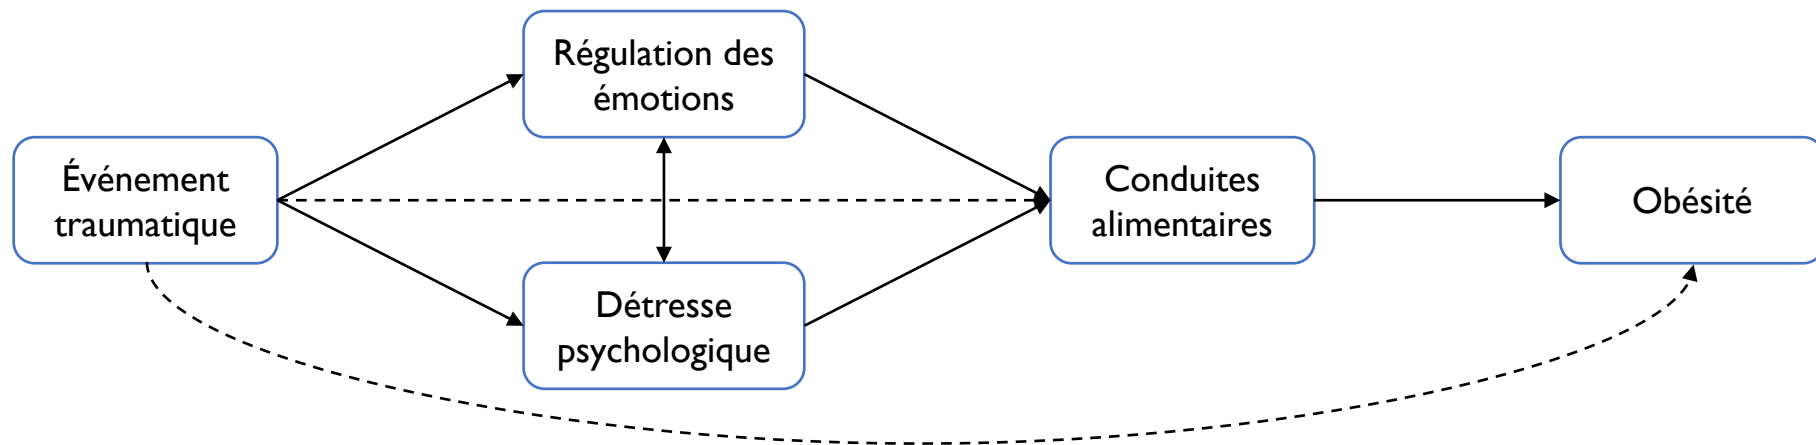 Régulation des
émotions
Événement
traumatique
Conduites
alimentaires
Obésité
Détresse
psychologique